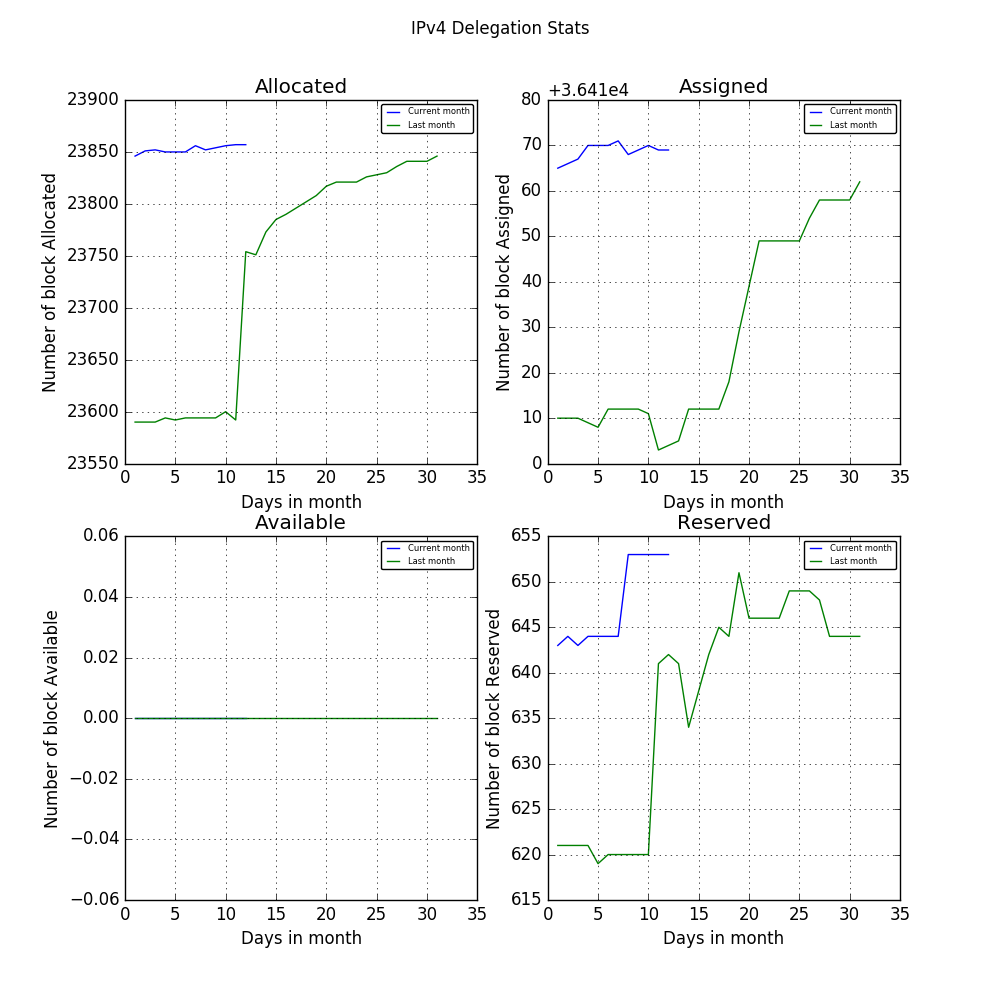 IPv4 Delegation Stats
Allocated
23900
23850
23800
23750
23700
23650
23600
23550
0 5 10 15 20 25 30 35
Number of block Allocated
Days in month
Current month
Last month
+3.641e4
Assigned
80
70
60
50
40
30
20
10
0
0 5 10 15 20 25 30 35
Number of block Assigned
Days in month
Current month
Last month
Available
0.06
0.04
0.02
0.00
−0.02
−0.04
−0.06
0 5 10 15 20 25 30 35
Number of block Available
Days in month
Current month
Last month
Reserved
655
650
645
640
635
630
625
620
615
0 5 10 15 20 25 30 35
Number of block Reserved
Days in month
Current month
Last month